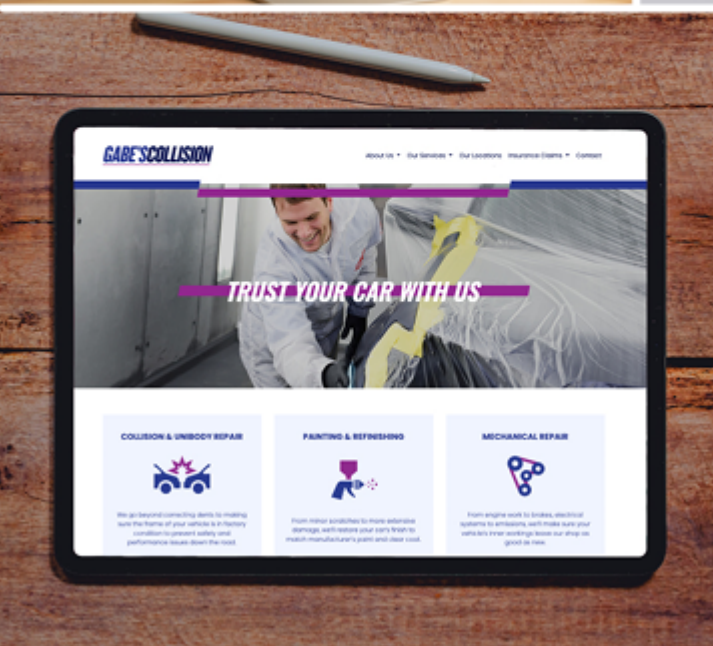 GABE'SCOLLISION
About Us Our Services Our Locations Insurance Claims Contact
TRUST YOUR CAR WITH US
COLLISION & UNIBODY REPAIR
We go beyond correcting dents to making
sure the frame of your vehicle is in factory
condition to prevent safety and
performance issues down the road.
PAINTING & REFINISHING
From minor scratches to more extensive
damage, we'll restore your car's finish to
match manufacturer's paint and clear coat.
MECHANICAL REPAIR
From engine work to brakes, electrical
systems to emissions, we'll make sure your
vehicle's inner workings leave our shop as
good as new.